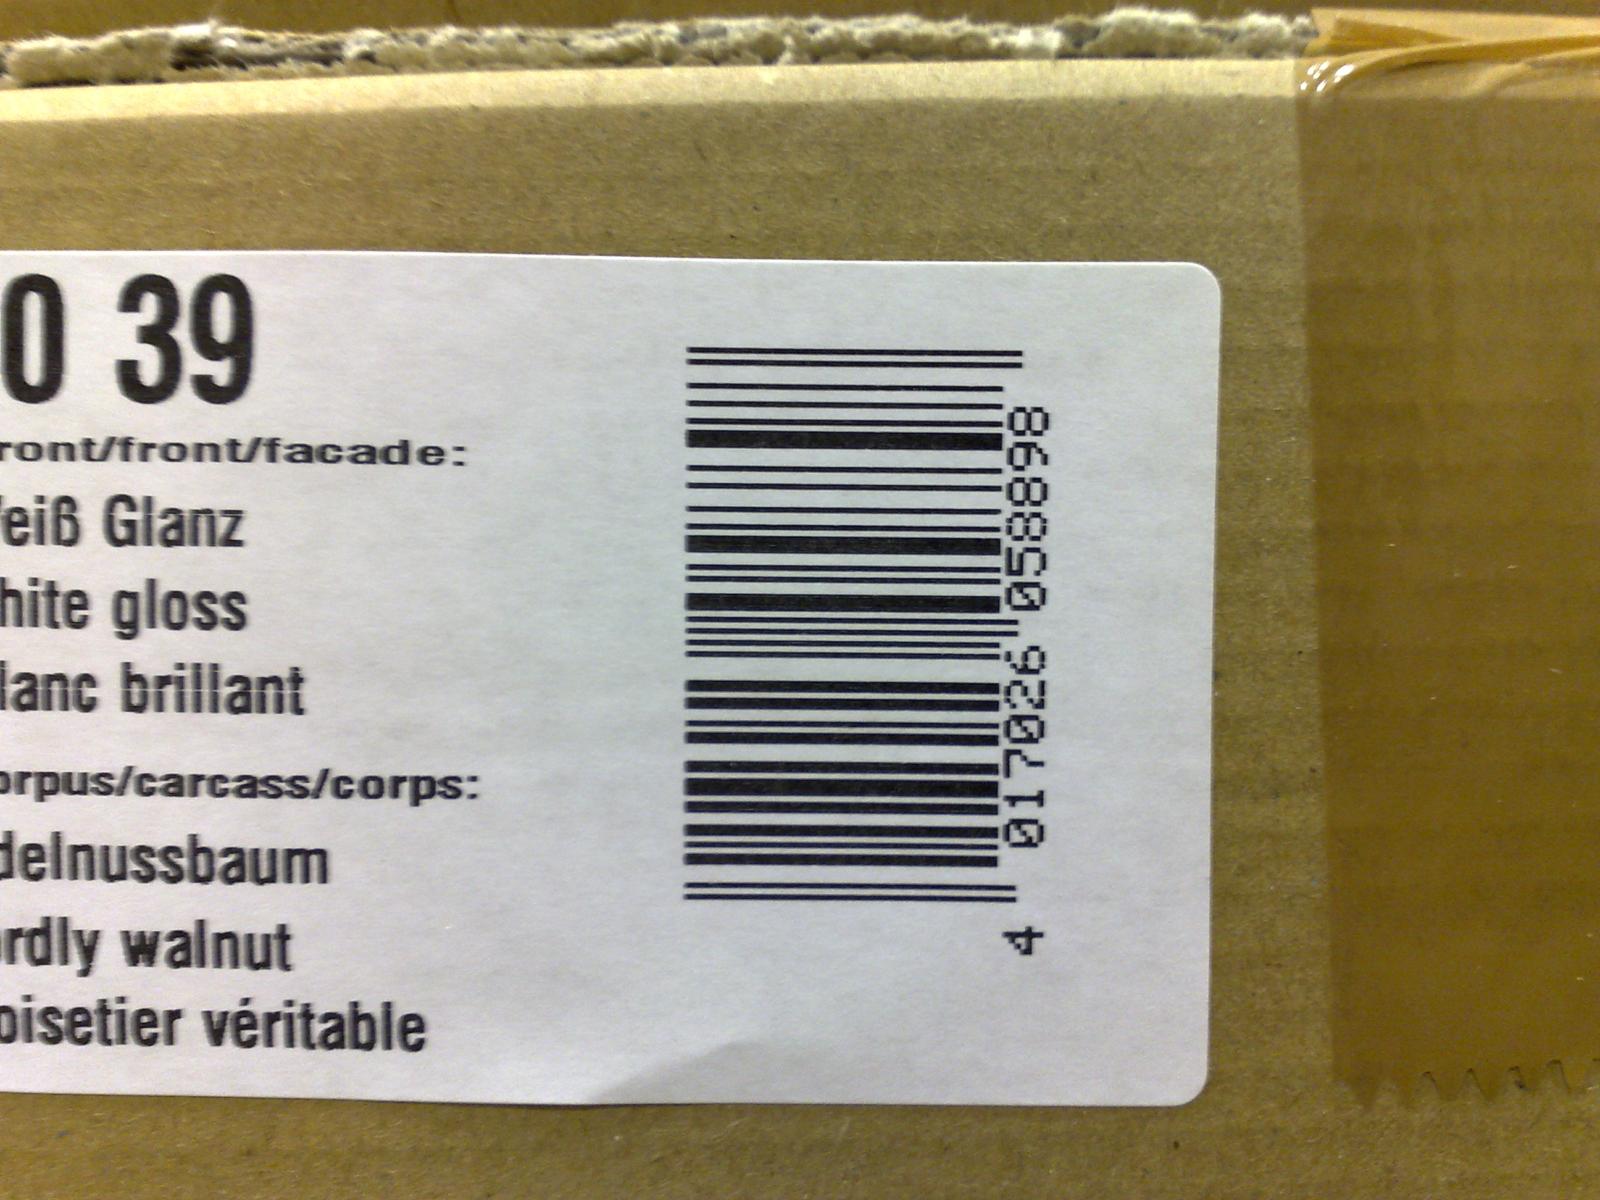 0 39
ront/front/facade:
eiß Glanz
hite gloss
lanc brillant
orpus/carcass/corps:
delnussbaum
ordly walnut
oisetier véritable
4 017026 058898